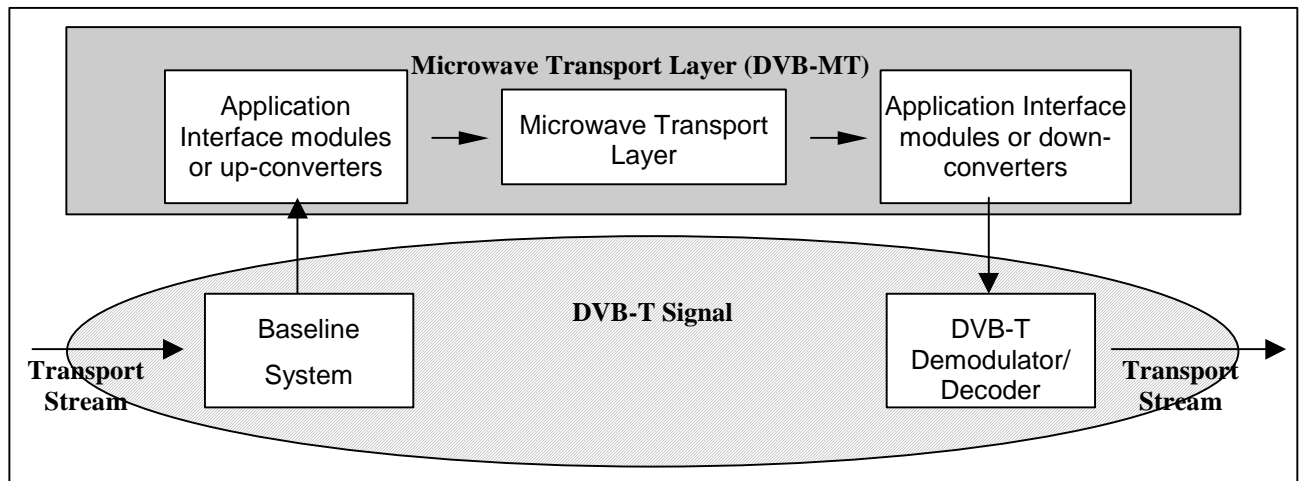 Microwave Transport Layer (DVB-MT)
Application
Interface modules
or up-converters
Microwave Transport
Layer
Application Interface
modules or down-
converters
DVB-T Signal
Baseline
System
DVB-T
Demodulator/
Decoder
Transport
Stream
Transport
Stream